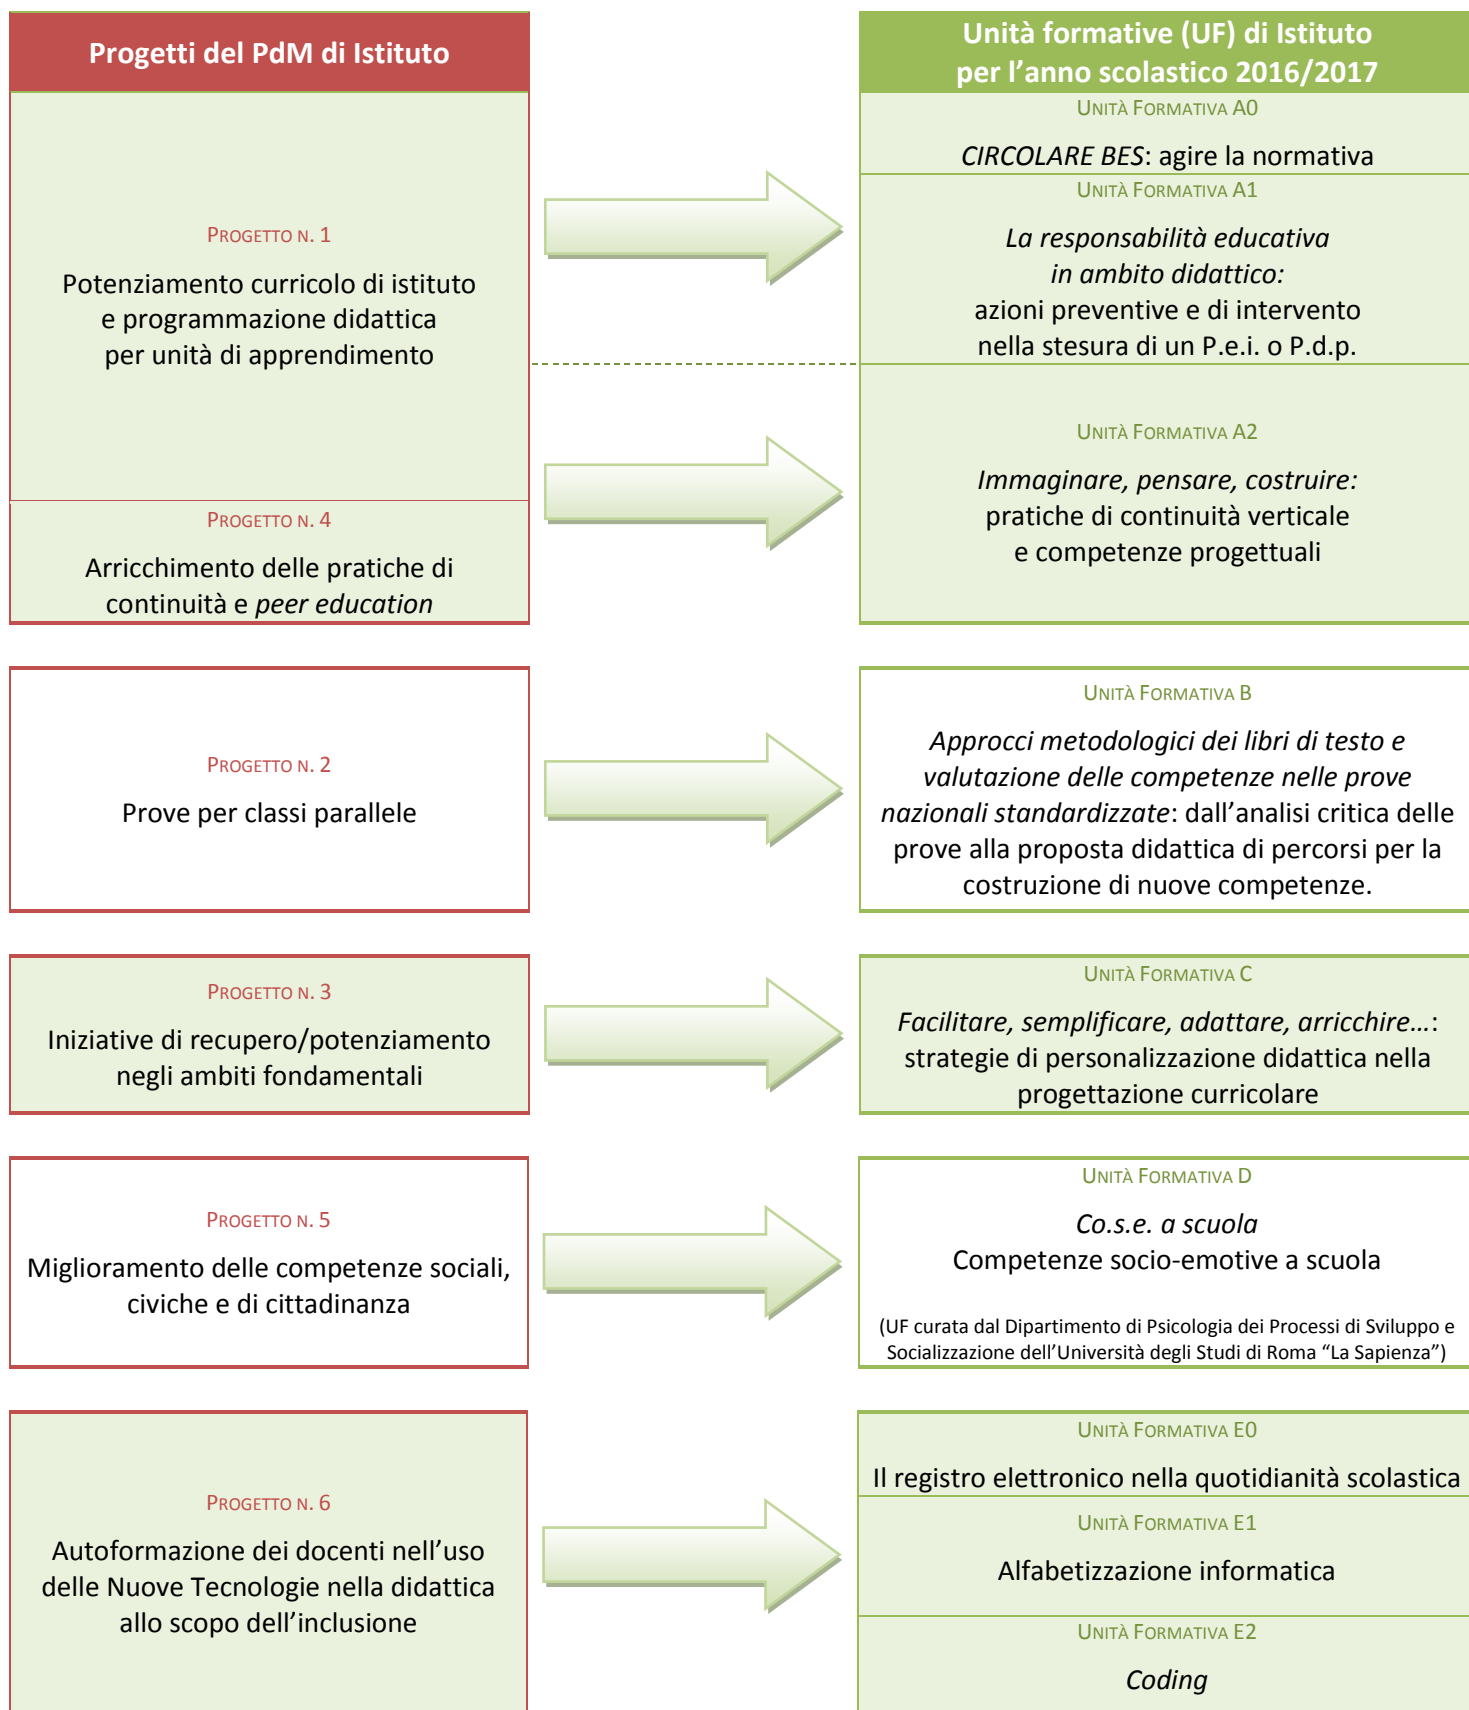 Progetti del PdM di Istituto
Unità formative (UF) di Istituto
per l’anno scolastico 2016/2017
PROGETTO N. 1
Potenziamento curricolo di istituto
e programmazione didattica
per unità di apprendimento
PROGETTO N. 4
Arricchimento delle pratiche di
continuità e peer education
UNITÀ FORMATIVA A0
CIRCOLARE BES: agire la normativa
UNITÀ FORMATIVA A1
La responsabilità educativa
in ambito didattico:
azioni preventive e di intervento
nella stesura di un P.e.i. o P.d.p.
UNITÀ FORMATIVA A2
Immaginare, pensare, costruire:
pratiche di continuità verticale
e competenze progettuali
PROGETTO N. 2
Prove per classi parallele
UNITÀ FORMATIVA B
Approcci metodologici dei libri di testo e
valutazione delle competenze nelle prove
nazionali standardizzate: dall’analisi critica delle
prove alla proposta didattica di percorsi per la
costruzione di nuove competenze.
PROGETTO N. 3
Iniziative di recupero/potenziamento
negli ambiti fondamentali
UNITÀ FORMATIVA C
Facilitare, semplificare, adattare, arricchire…:
strategie di personalizzazione didattica nella
progettazione curricolare
PROGETTO N. 5
Miglioramento delle competenze sociali,
civiche e di cittadinanza
UNITÀ FORMATIVA D
Co.s.e. a scuola
Competenze socio-emotive a scuola
(UF curata dal Dipartimento di Psicologia dei Processi di Sviluppo e
Socializzazione dell’Università degli Studi di Roma “La Sapienza”)
PROGETTO N. 6
Autoformazione dei docenti nell’uso
delle Nuove Tecnologie nella didattica
allo scopo dell’inclusione
UNITÀ FORMATIVA E0
Il registro elettronico nella quotidianità scolastica
UNITÀ FORMATIVA E1
Alfabetizzazione informatica
UNITÀ FORMATIVA E2
Coding